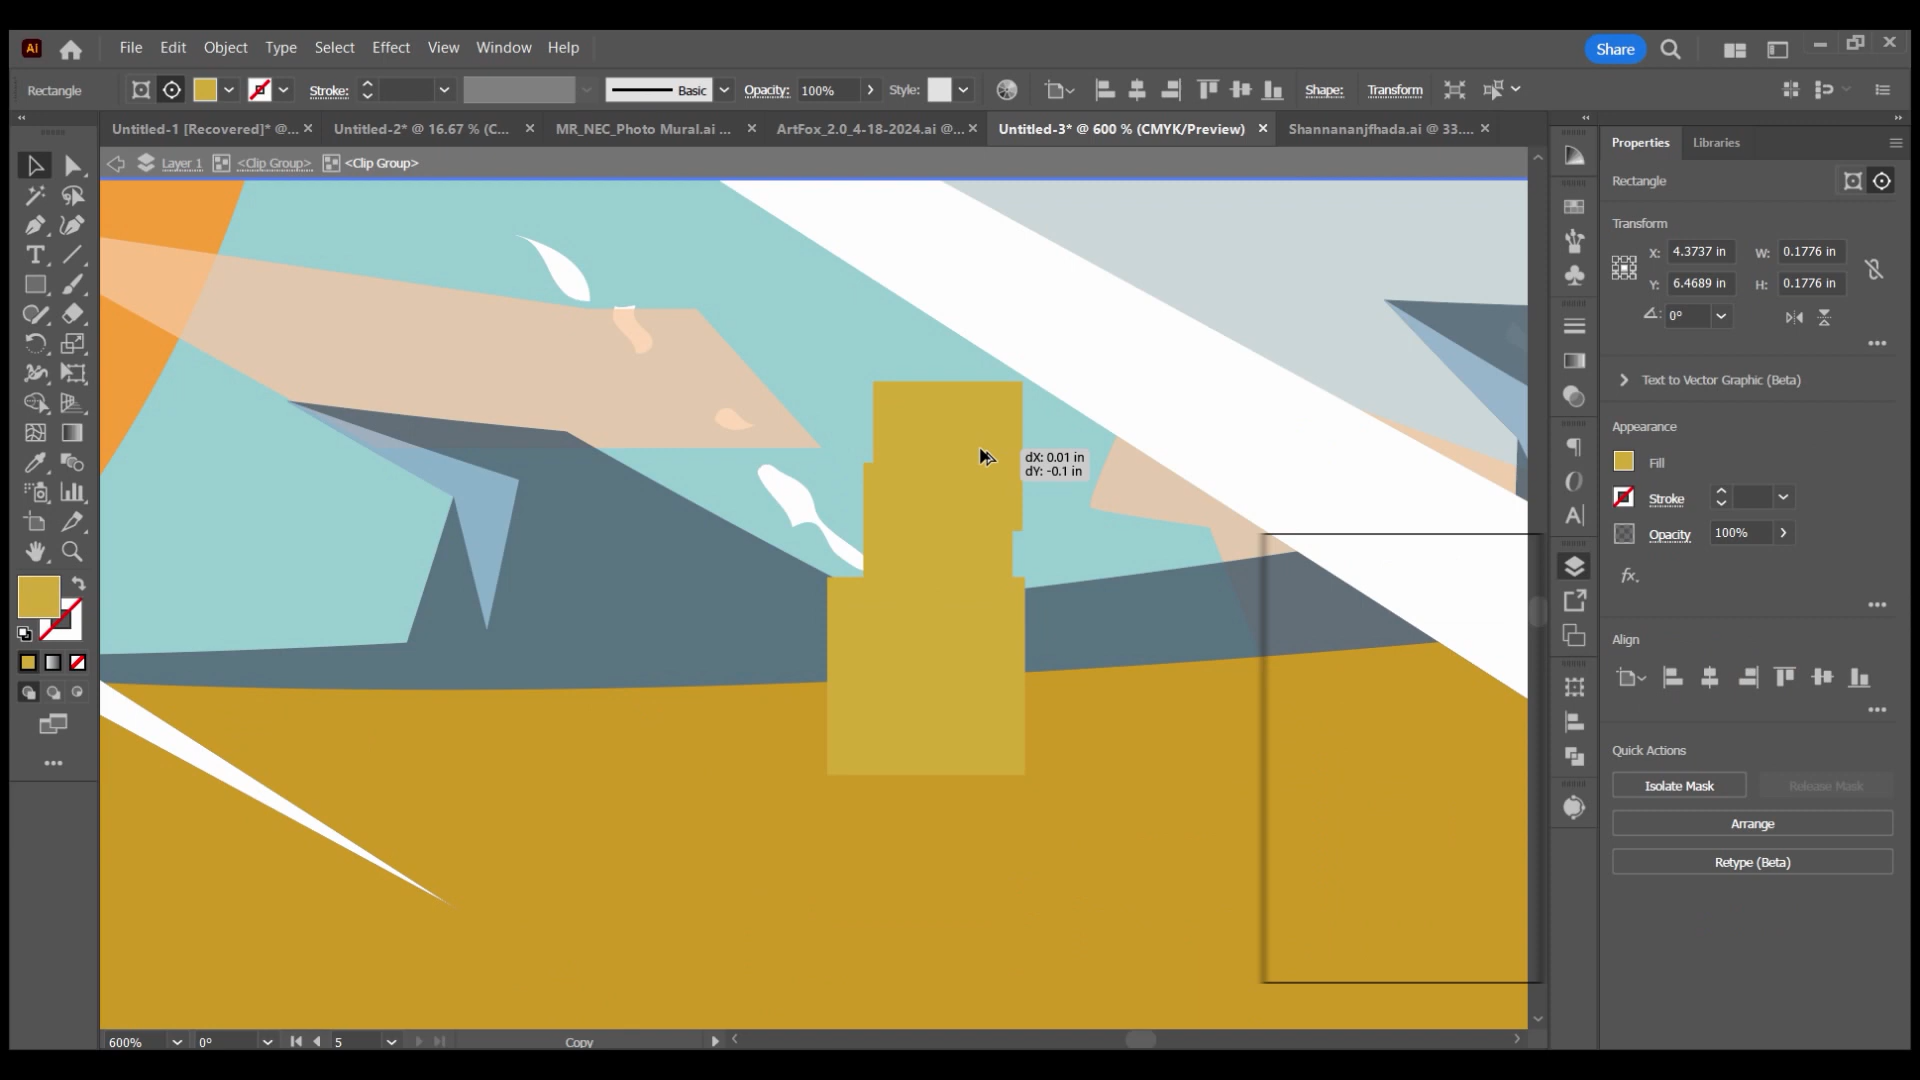 Ai File Edit Object Type Select Effect View Window Help Share
Rectangle Stroke: Basic Opacity: 100% Style: Shape: Transform
Untitled-1 [Recovered]* @... Untitled-2* @ 16.67 % (C... MR_NEC_Photo Mural.ai ... ArtFox_2.0_4-18-2024.ai @... Untitled-3* @ 600 % (CMYK/Preview) Shannananjfhada.ai @ 33....
Layer 1 <Clip Group> <Clip Group>
dX: 0.01 in
dY: -0.1 in
600% 0° 5 Copy
Properties Libraries
Rectangle
Transform
X: 4.3737 in W: 0.1776 in
Y: 6.4689 in H: 0.1776 in
0°
Text to Vector Graphic (Beta)
Appearance
Fill
Stroke
Opacity 100%
fx.
Align
Quick Actions
Isolate Mask Release Mask
Arrange
Retype (Beta)